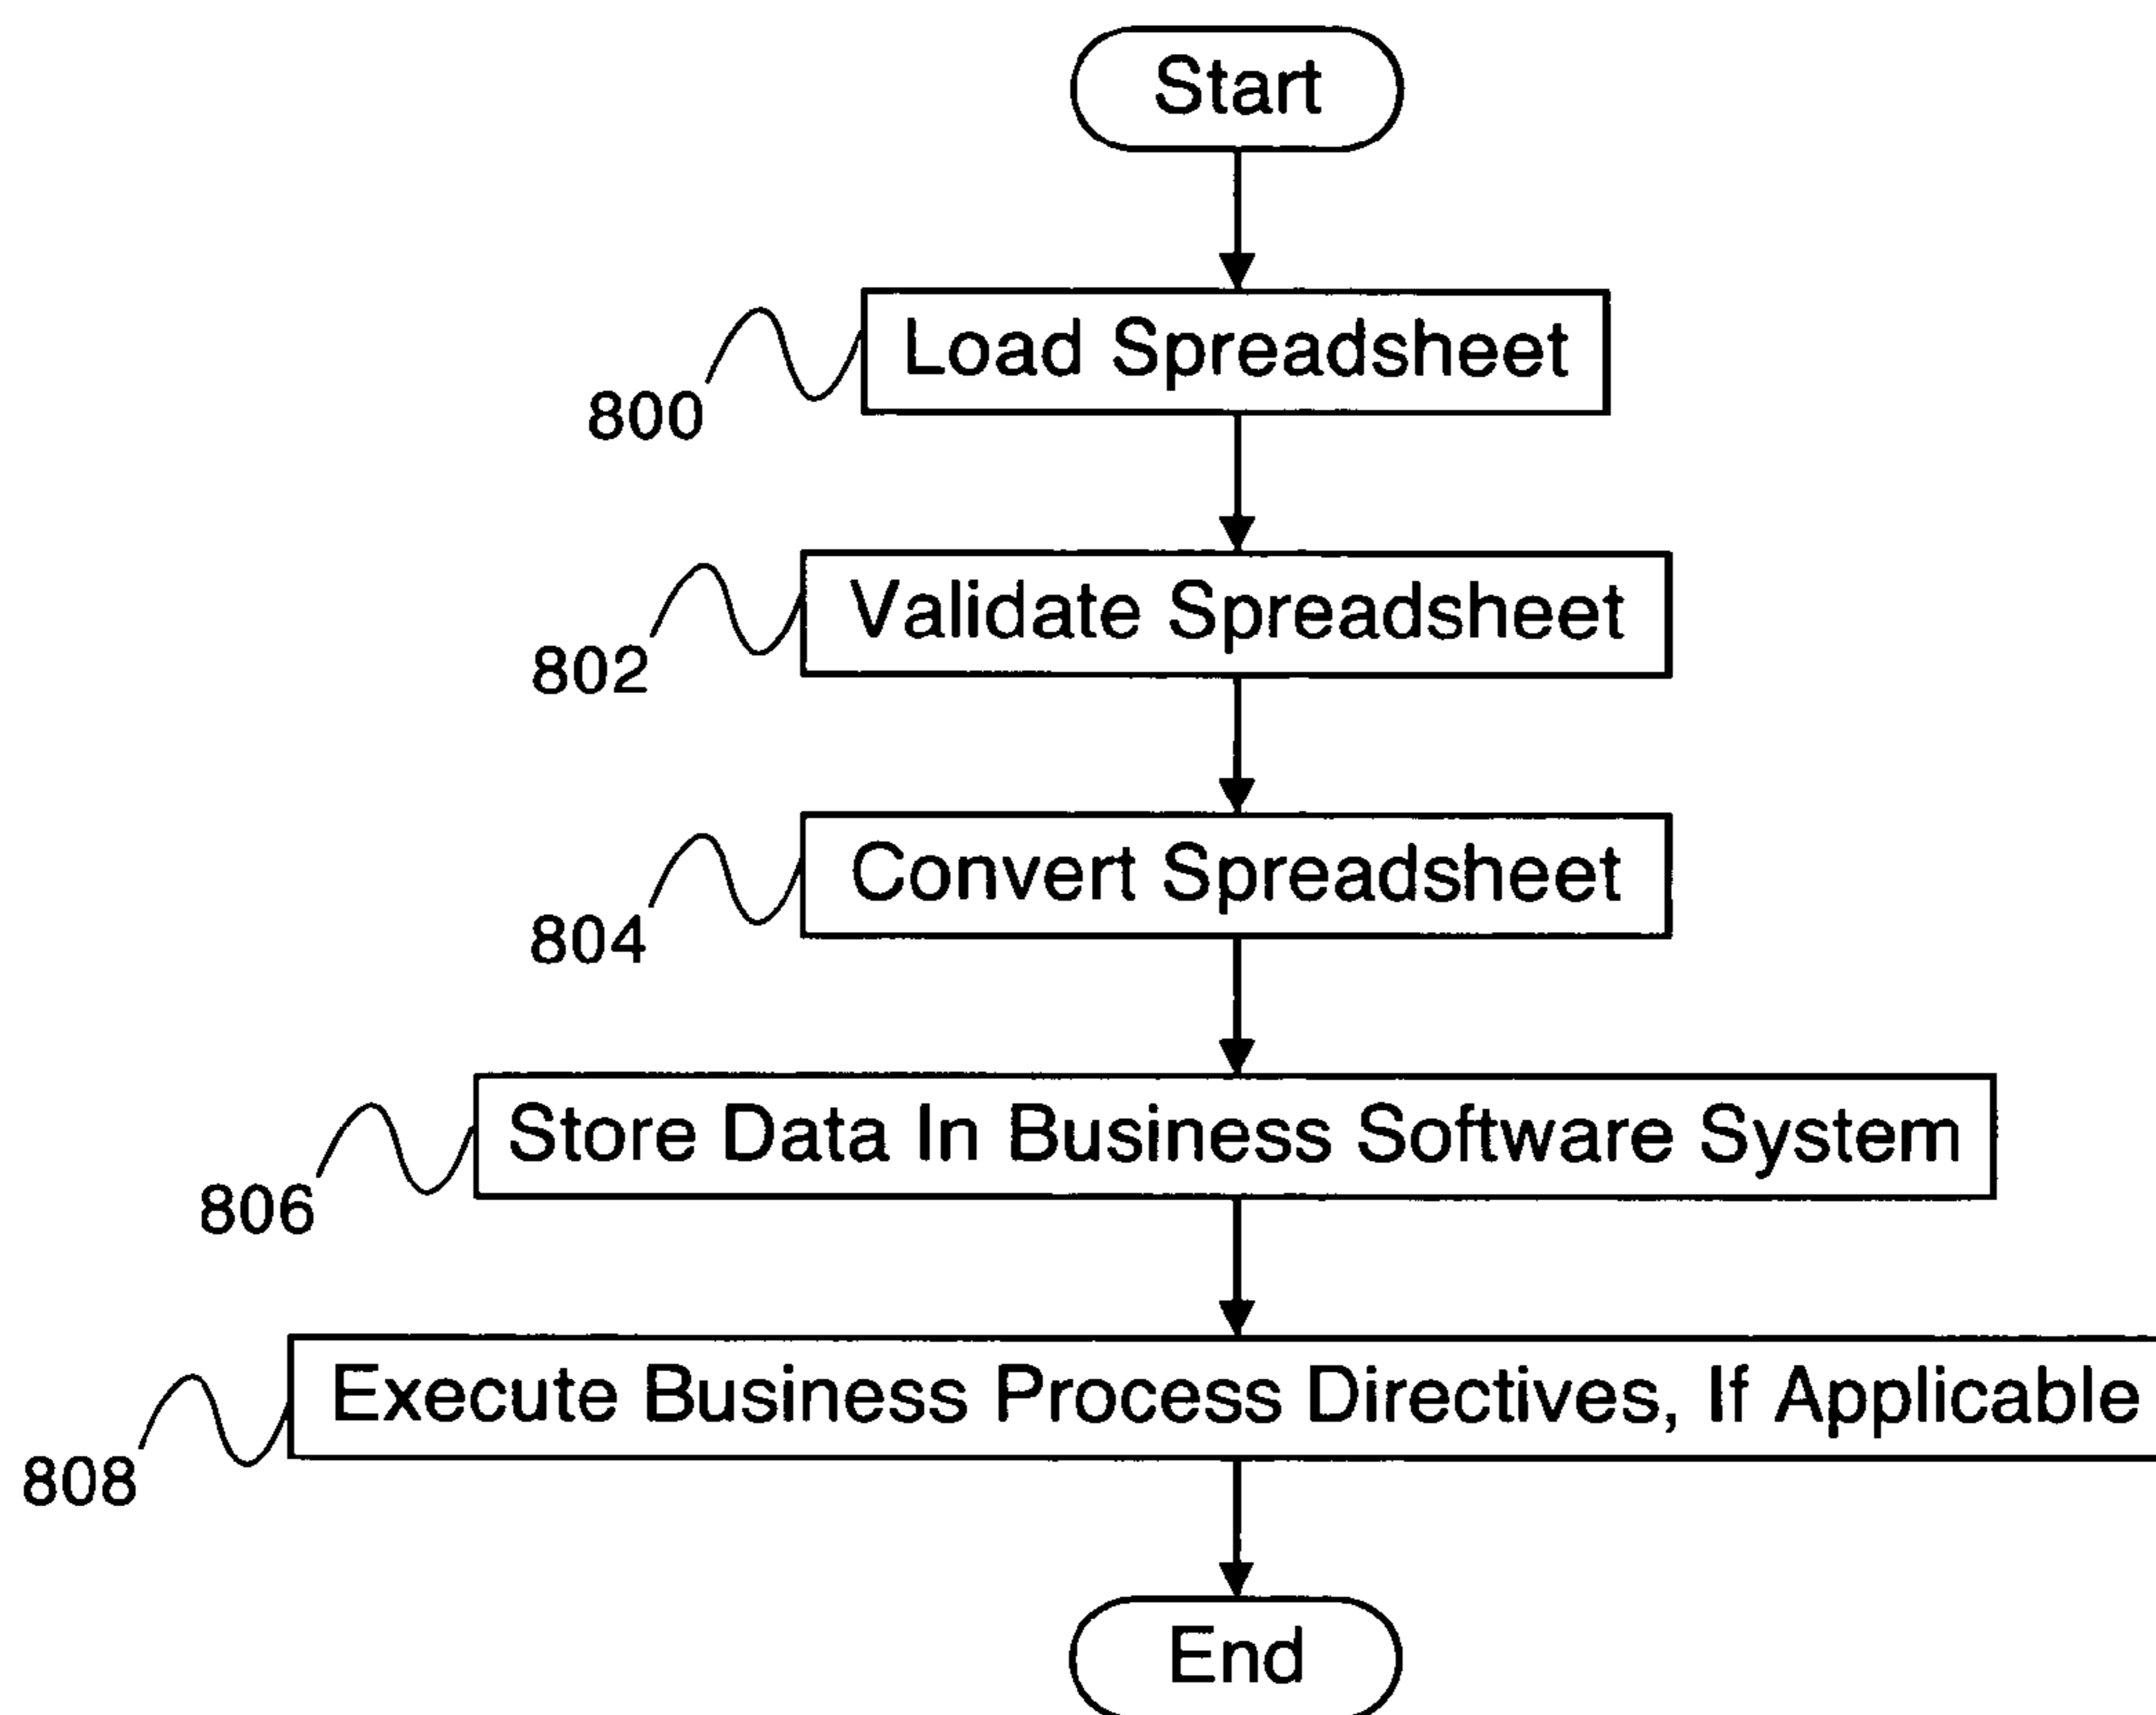 Start
Load Spreadsheet
800
Validate Spreadsheet
802
Convert Spreadsheet
804
Store Data In Business Software System
806
Execute Business Process Directives, If Applicable
808
End